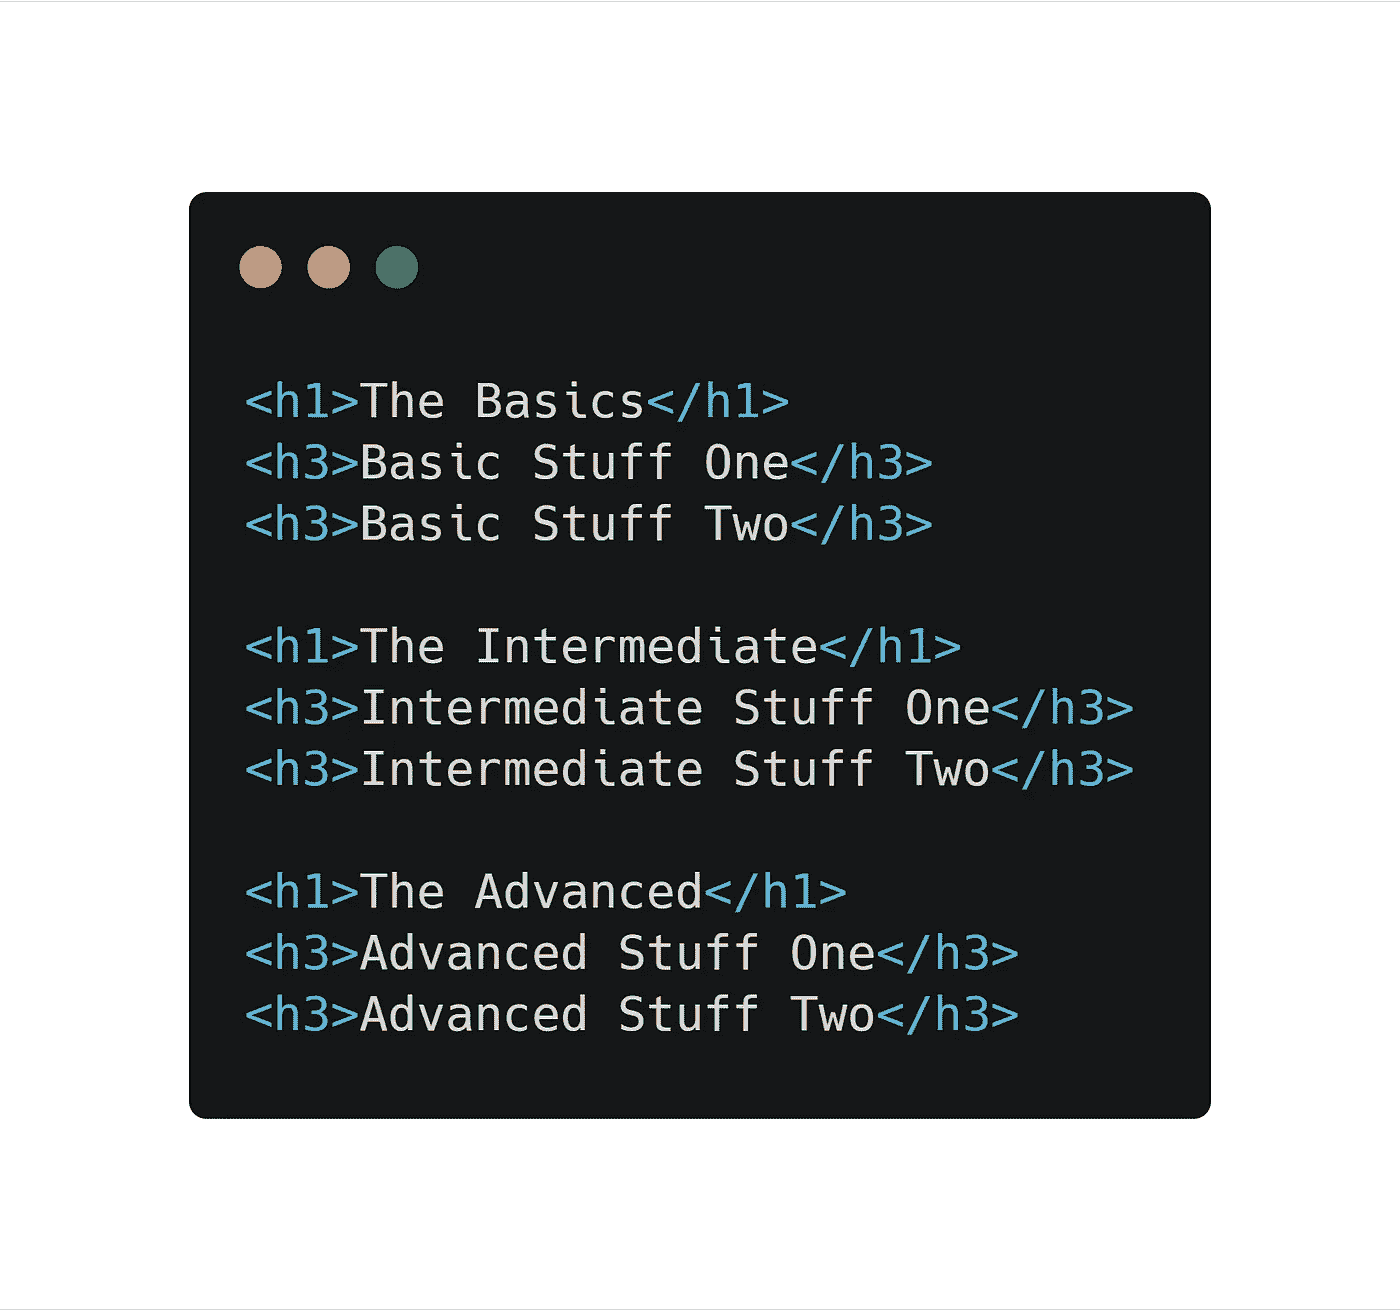 <h1>The Basics</h1>
<h3>Basic Stuff One</h3>
<h3>Basic Stuff Two</h3>
<h1>The Intermediate</h1>
<h3>Intermediate Stuff One</h3>
<h3>Intermediate Stuff Two</h3>
<h1>The Advanced</h1>
<h3>Advanced Stuff One</h3>
<h3>Advanced Stuff Two</h3>